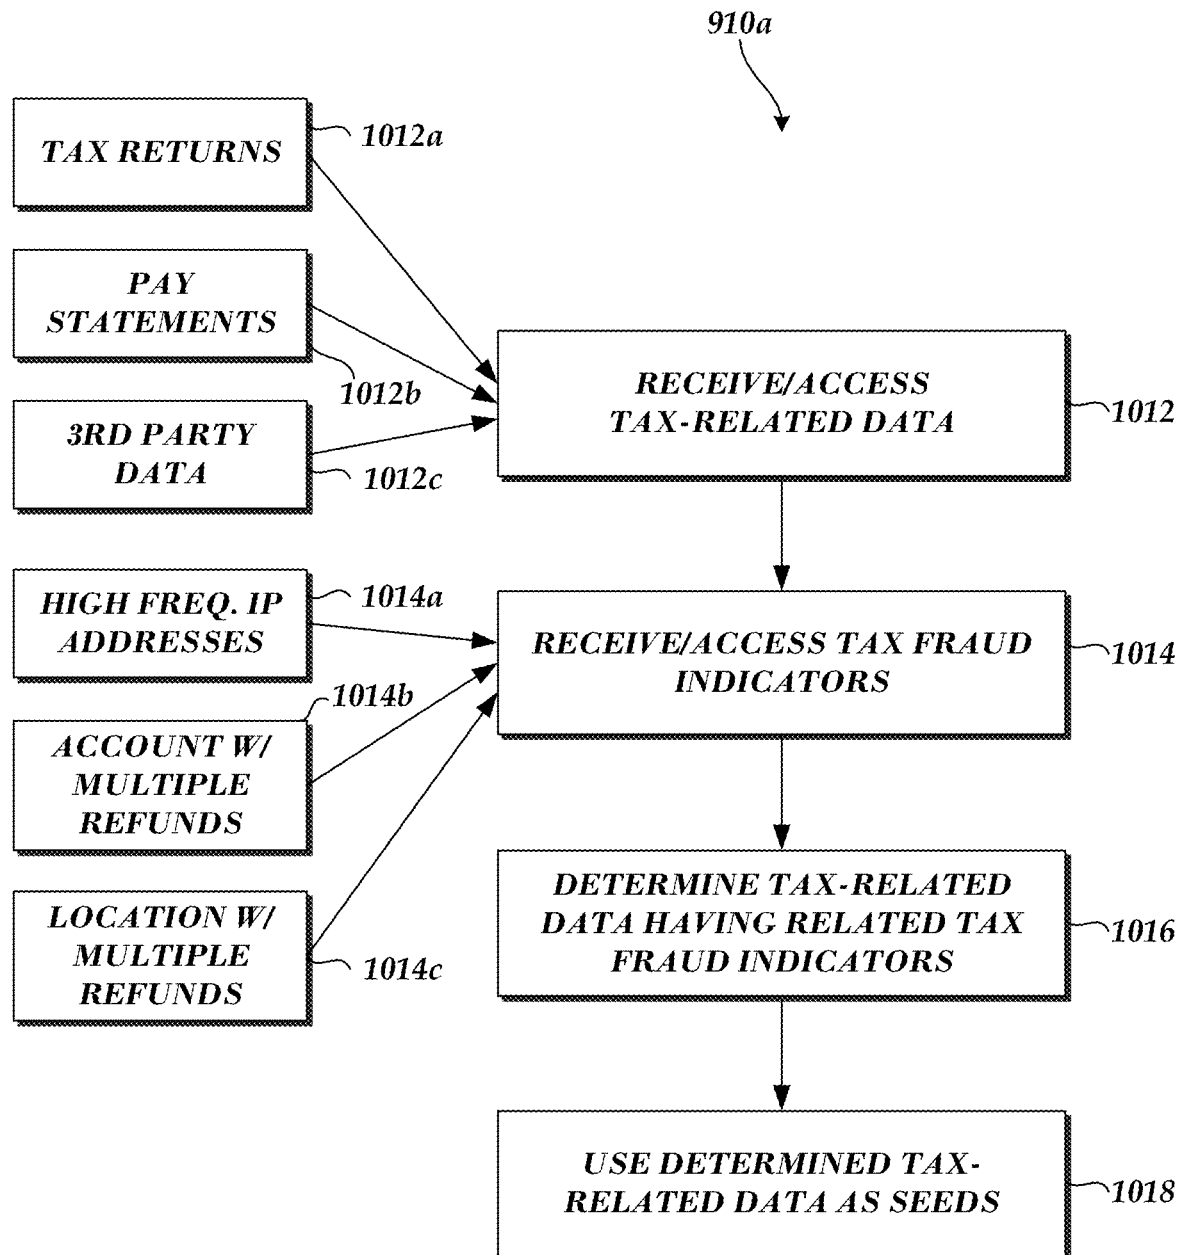 910a
TAX RETURNS
1012a
PAY
STATEMENTS
1012b
3RD PARTY
DATA
1012c
RECEIVE/ACCESS
TAX-RELATED DATA
1012
HIGH FREQ. IP
ADDRESSES
1014a
ACCOUNT W/
MULTIPLE
REFUNDS
1014b
LOCATION W/
MULTIPLE
REFUNDS
1014c
RECEIVE/ACCESS TAX FRAUD
INDICATORS
1014
DETERMINE TAX-RELATED
DATA HAVING RELATED TAX
FRAUD INDICATORS
1016
USE DETERMINED TAX-
RELATED DATA AS SEEDS
1018